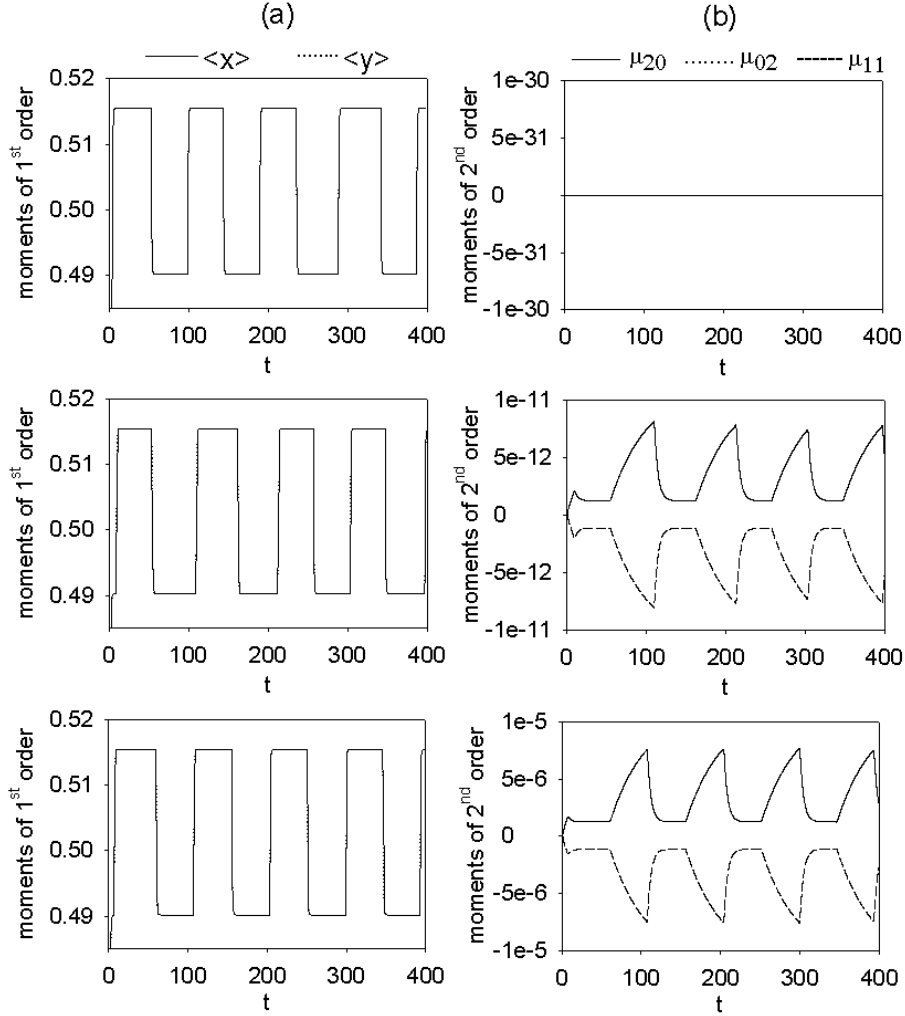 (a)
(b)
<x> <y>
μ20 μ02 μ11
moments of 1st order
0.52
0.51
0.50
0.49
0 100 200 300 400
t
moments of 2nd order
1e-30
5e-31
0
-5e-31
-1e-30
0 100 200 300 400
t
moments of 1st order
0.52
0.51
0.50
0.49
0 100 200 300 400
t
moments of 2nd order
1e-11
5e-12
0
-5e-12
-1e-11
0 100 200 300 400
t
moments of 1st order
0.52
0.51
0.50
0.49
0 100 200 300 400
t
moments of 2nd order
1e-5
5e-6
0
-5e-6
-1e-5
0 100 200 300 400
t